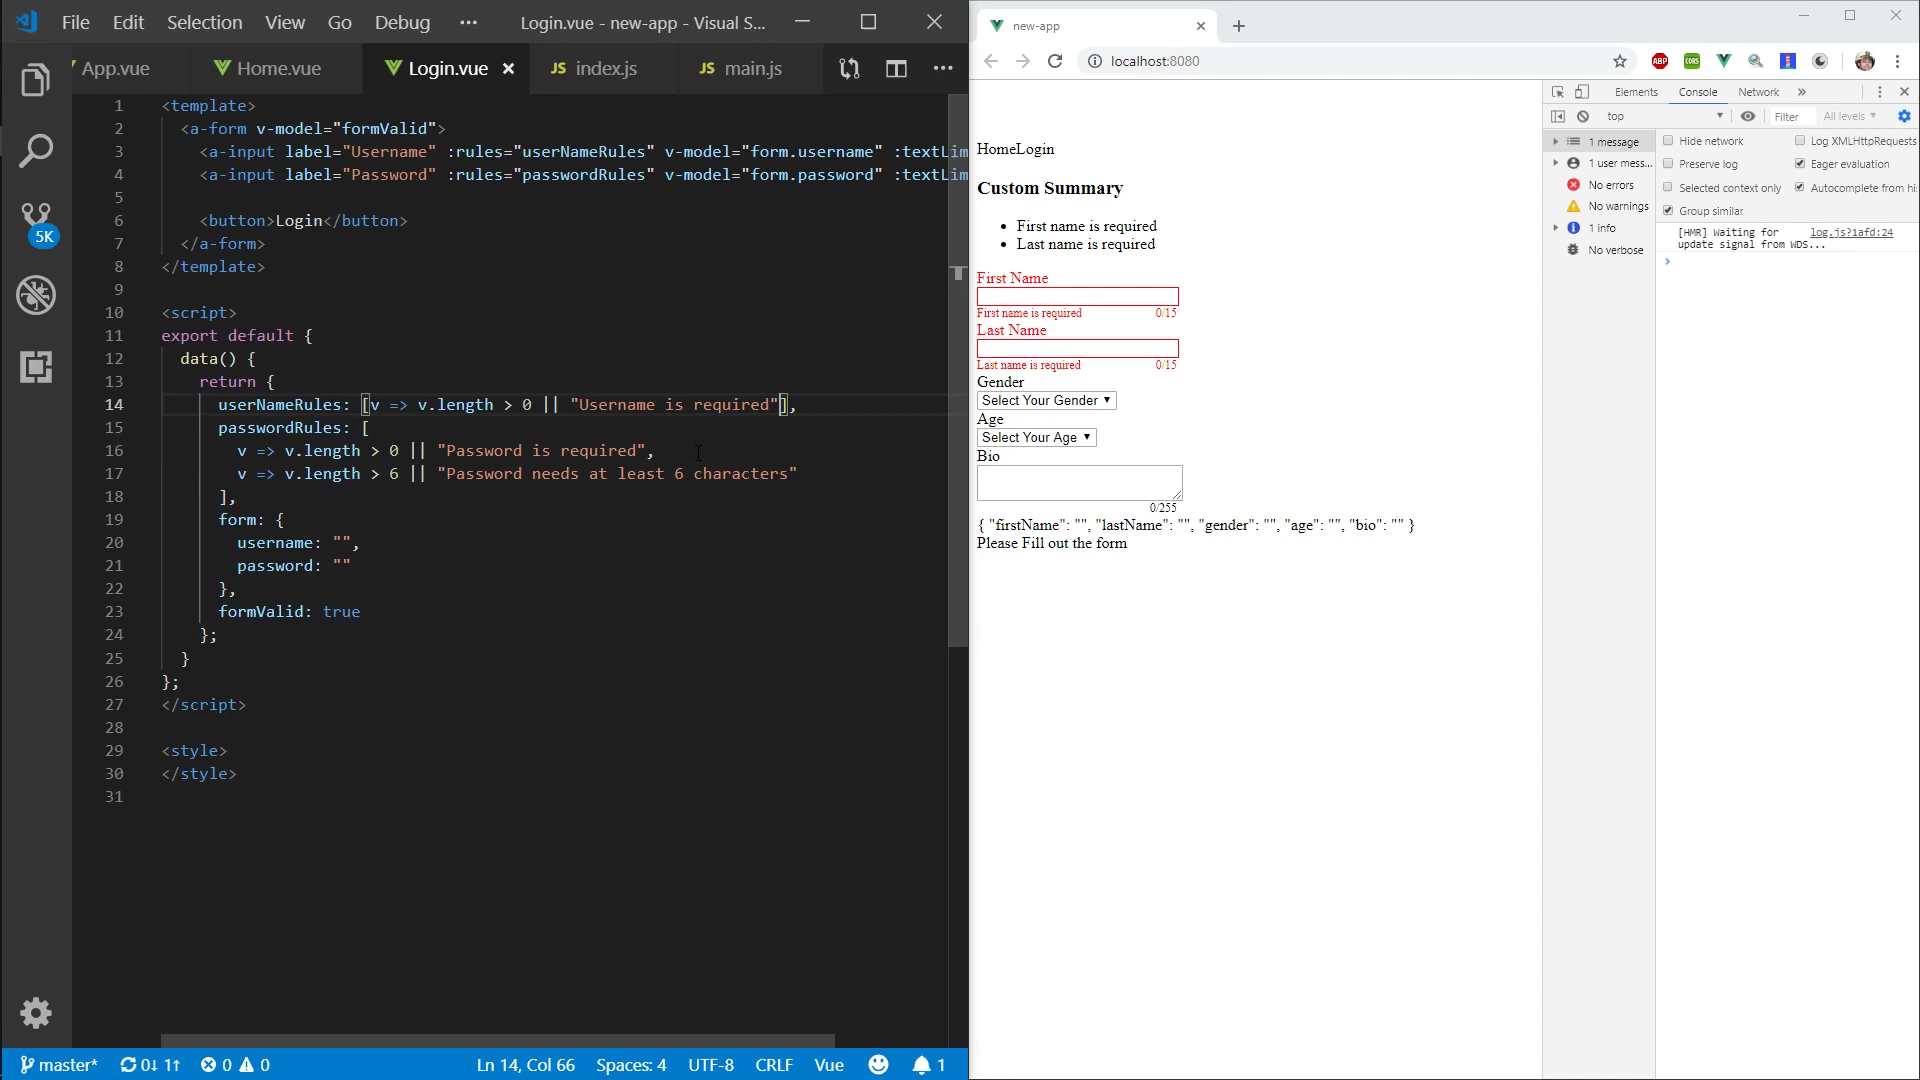 File Edit Selection View Go Debug ··· Login.vue - new-app - Visual S...
App.vue Home.vue Login.vue × JS index.js JS main.js ···
1 <template>
2 <a-form v-model="formValid">
3 <a-input label="Username" :rules="userNameRules" v-model="form.username" :textLim
4 <a-input label="Password" :rules="passwordRules" v-model="form.password" :textLim
5
6 <button>Login</button>
7 </a-form>
8 </template>
9
10 <script>
11 export default {
12 data() {
13 return {
14 userNameRules: [v => v.length > 0 || "Username is required"],
15 passwordRules: [
16 v => v.length > 0 || "Password is required",
17 v => v.length > 6 || "Password needs at least 6 characters"
18 ],
19 form: {
20 username: "",
21 password: ""
22 },
23 formValid: true
24 };
25 }
26 };
27 </script>
28
29 <style>
30 </style>
31
5K
master* 0↓ 1↑ 0 0 Ln 14, Col 66 Spaces: 4 UTF-8 CRLF Vue 1
new-app
localhost:8080
ABP
CORS
HomeLogin
Custom Summary
• First name is required
• Last name is required
First Name
First name is required 0/15
Last Name
Last name is required 0/15
Gender
Select Your Gender
Age
Select Your Age
Bio
0/255
{ "firstName": "", "lastName": "", "gender": "", "age": "", "bio": "" }
Please Fill out the form
Elements Console Network »
top Filter All levels
1 message
1 user mess...
No errors
No warnings
1 info
No verbose
Hide network Log XMLHttpRequests
Preserve log Eager evaluation
Selected context only Autocomplete from his
Group similar
[HMR] Waiting for log.js?1afd:24
update signal from WDS...
>